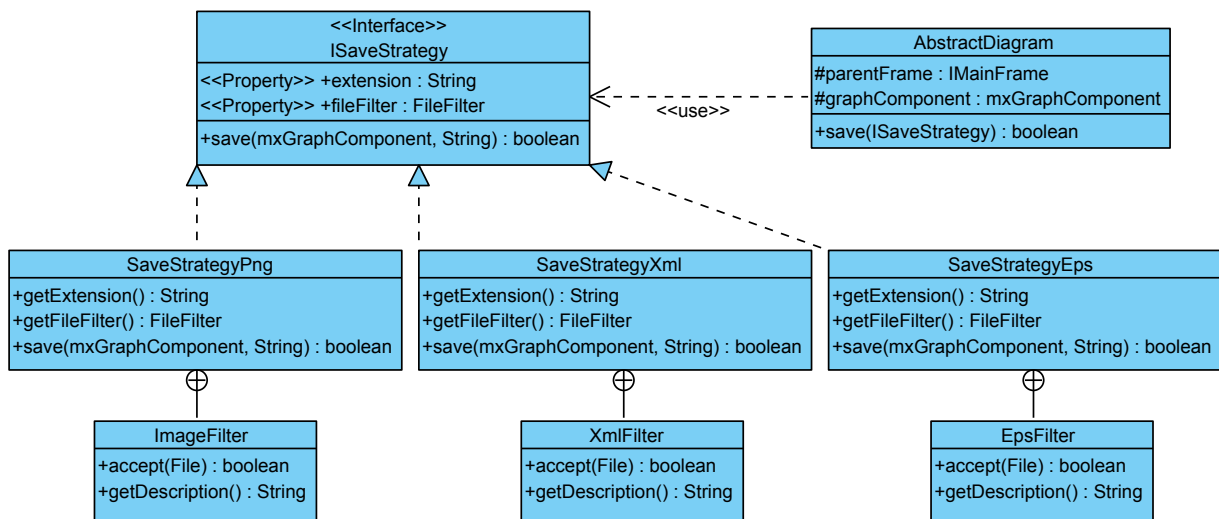 <<Interface>>
ISaveStrategy
<<Property>> +extension : String
<<Property>> +fileFilter : FileFilter
+save(mxGraphComponent, String) : boolean
AbstractDiagram
#parentFrame : IMainFrame
#graphComponent : mxGraphComponent
+save(ISaveStrategy) : boolean
<<use>>
SaveStrategyPng
+getExtension() : String
+getFileFilter() : FileFilter
+save(mxGraphComponent, String) : boolean
SaveStrategyXml
+getExtension() : String
+getFileFilter() : FileFilter
+save(mxGraphComponent, String) : boolean
SaveStrategyEps
+getExtension() : String
+getFileFilter() : FileFilter
+save(mxGraphComponent, String) : boolean
ImageFilter
+accept(File) : boolean
+getDescription() : String
XmlFilter
+accept(File) : boolean
+getDescription() : String
EpsFilter
+accept(File) : boolean
+getDescription() : String